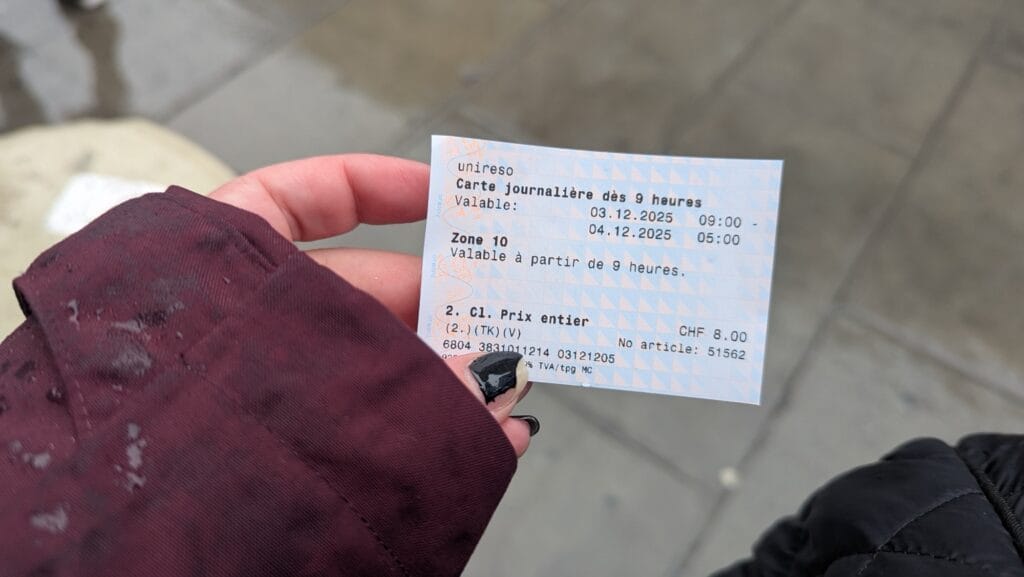 unireso
Carte journalière dès 9 heures
Valable: 03.12.2025 09:00 -
04.12.2025 05:00
Zone 10
Valable à partir de 9 heures.
2. Cl. Prix entier CHF 8.00
(2.)(TK)(V) No article: 51562
6804 3831011214 03121205
% TVA/tpg MC